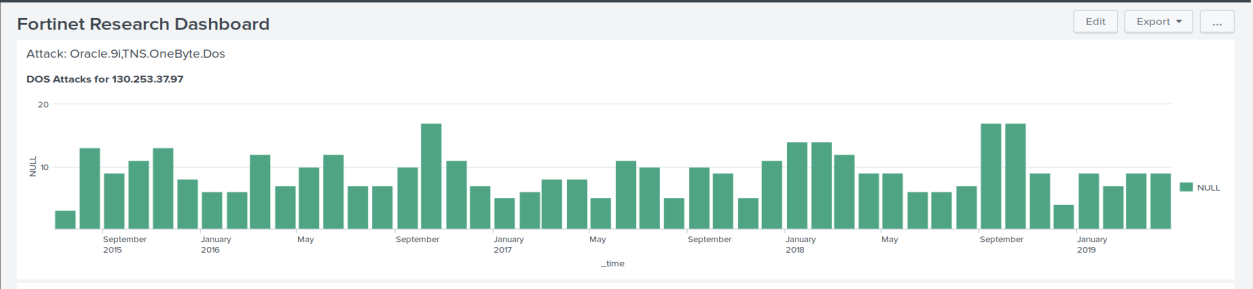 Fortinet Research Dashboard
Edit
Export
...
Attack: Oracle.9i,TNS.OneByte.Dos
DOS Attacks for 130.253.37.97
20
10
NULL
September 2015
January 2016
May
September
January 2017
May
September
January 2018
May
September
January 2019
_time
NULL